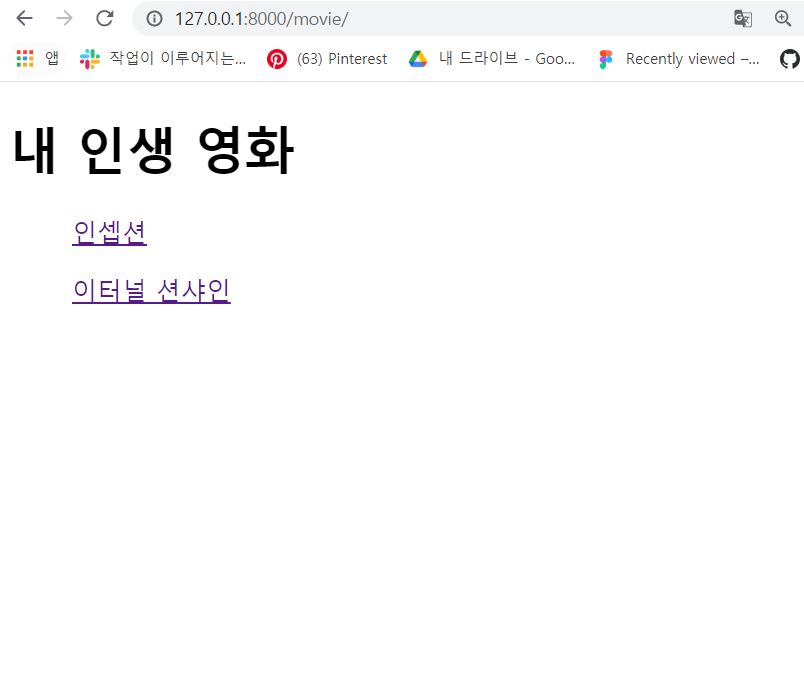 127.0.0.1:8000/movie/
앱 작업이 이루어지는... (63) Pinterest 내 드라이브 - Goo... Recently viewed –...
내 인생 영화
인셉션
이터널 션샤인